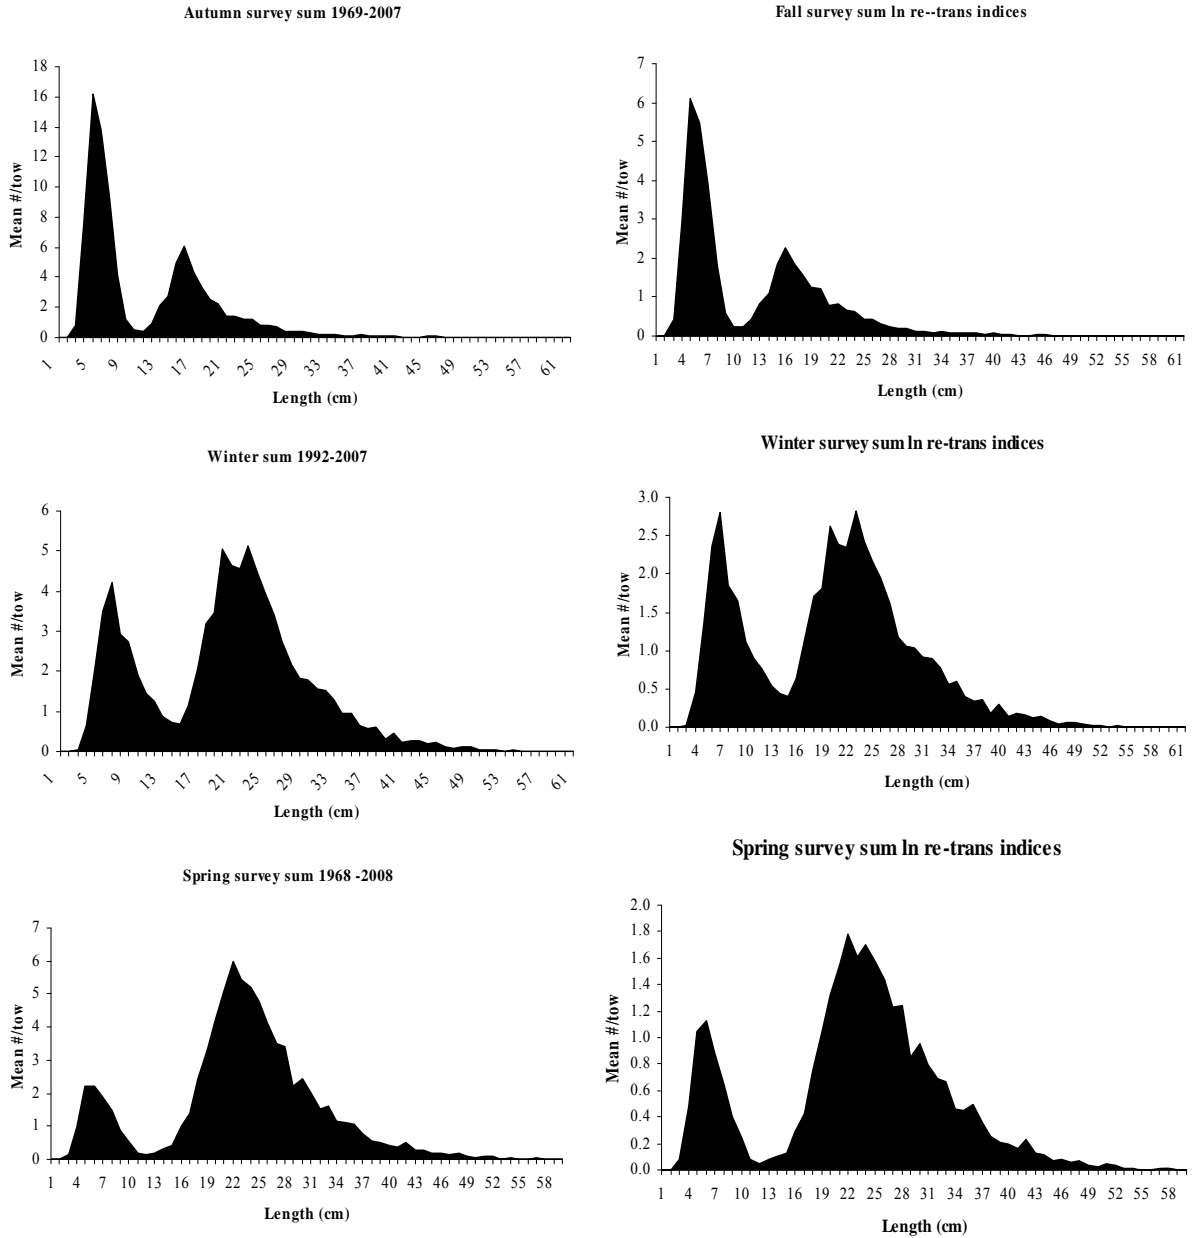 Autumn survey sum 1969-2007
18
16
14
12
10
8
6
4
2
0
Mean #/tow
1 5 9 13 17 21 25 29 33 37 41 45 49 53 57 61
Length (cm)
Fall survey sum ln re--trans indices
7
6
5
4
3
2
1
0
Mean #/tow
1 4 7 10 13 16 19 22 25 28 31 34 37 40 43 46 49 52 55 58 61
Length (cm)
Winter sum 1992-2007
6
5
4
3
2
1
0
Mean #/tow
1 5 9 13 17 21 25 29 33 37 41 45 49 53 57 61
Length (cm)
Winter survey sum ln re-trans indices
3.0
2.5
2.0
1.5
1.0
0.5
0.0
Mean #/tow
1 4 7 10 13 16 19 22 25 28 31 34 37 40 43 46 49 52 55 58 61
Length (cm)
Spring survey sum 1968 -2008
7
6
5
4
3
2
1
0
Mean #/tow
1 4 7 10 13 16 19 22 25 28 31 34 37 40 43 46 49 52 55 58
Length (cm)
Spring survey sum ln re-trans indices
2.0
1.8
1.6
1.4
1.2
1.0
0.8
0.6
0.4
0.2
0.0
Mean #/tow
1 4 7 10 13 16 19 22 25 28 31 34 37 40 43 46 49 52 55 58
Length (cm)